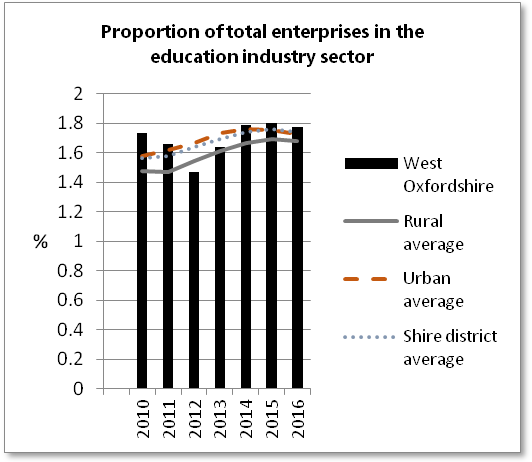 Proportion of total enterprises in the
education industry sector
2
1.8
1.6
1.4
1.2
1
0.8
0.6
0.4
0.2
0
%
2010
2011
2012
2013
2014
2015
2016
West
Oxfordshire
Rural
average
Urban
average
Shire district
average